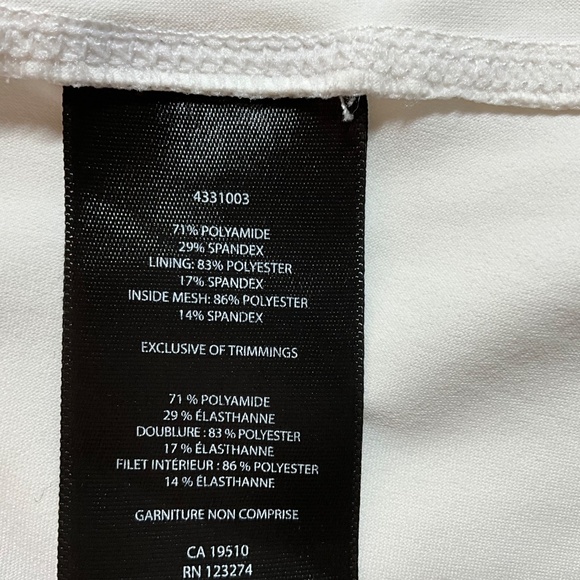 4331003
71% POLYAMIDE
29% SPANDEX
LINING: 83% POLYESTER
17% SPANDEX
INSIDE MESH: 86% POLYESTER
14% SPANDEX
EXCLUSIVE OF TRIMMINGS
71 % POLYAMIDE
29 % ÉLASTHANNE
DOUBLURE : 83 % POLYESTER
17 % ÉLASTHANNE
FILET INTÉRIEUR : 86 % POLYESTER
14 % ÉLASTHANNE
GARNITURE NON COMPRISE
CA 19510
RN 123274